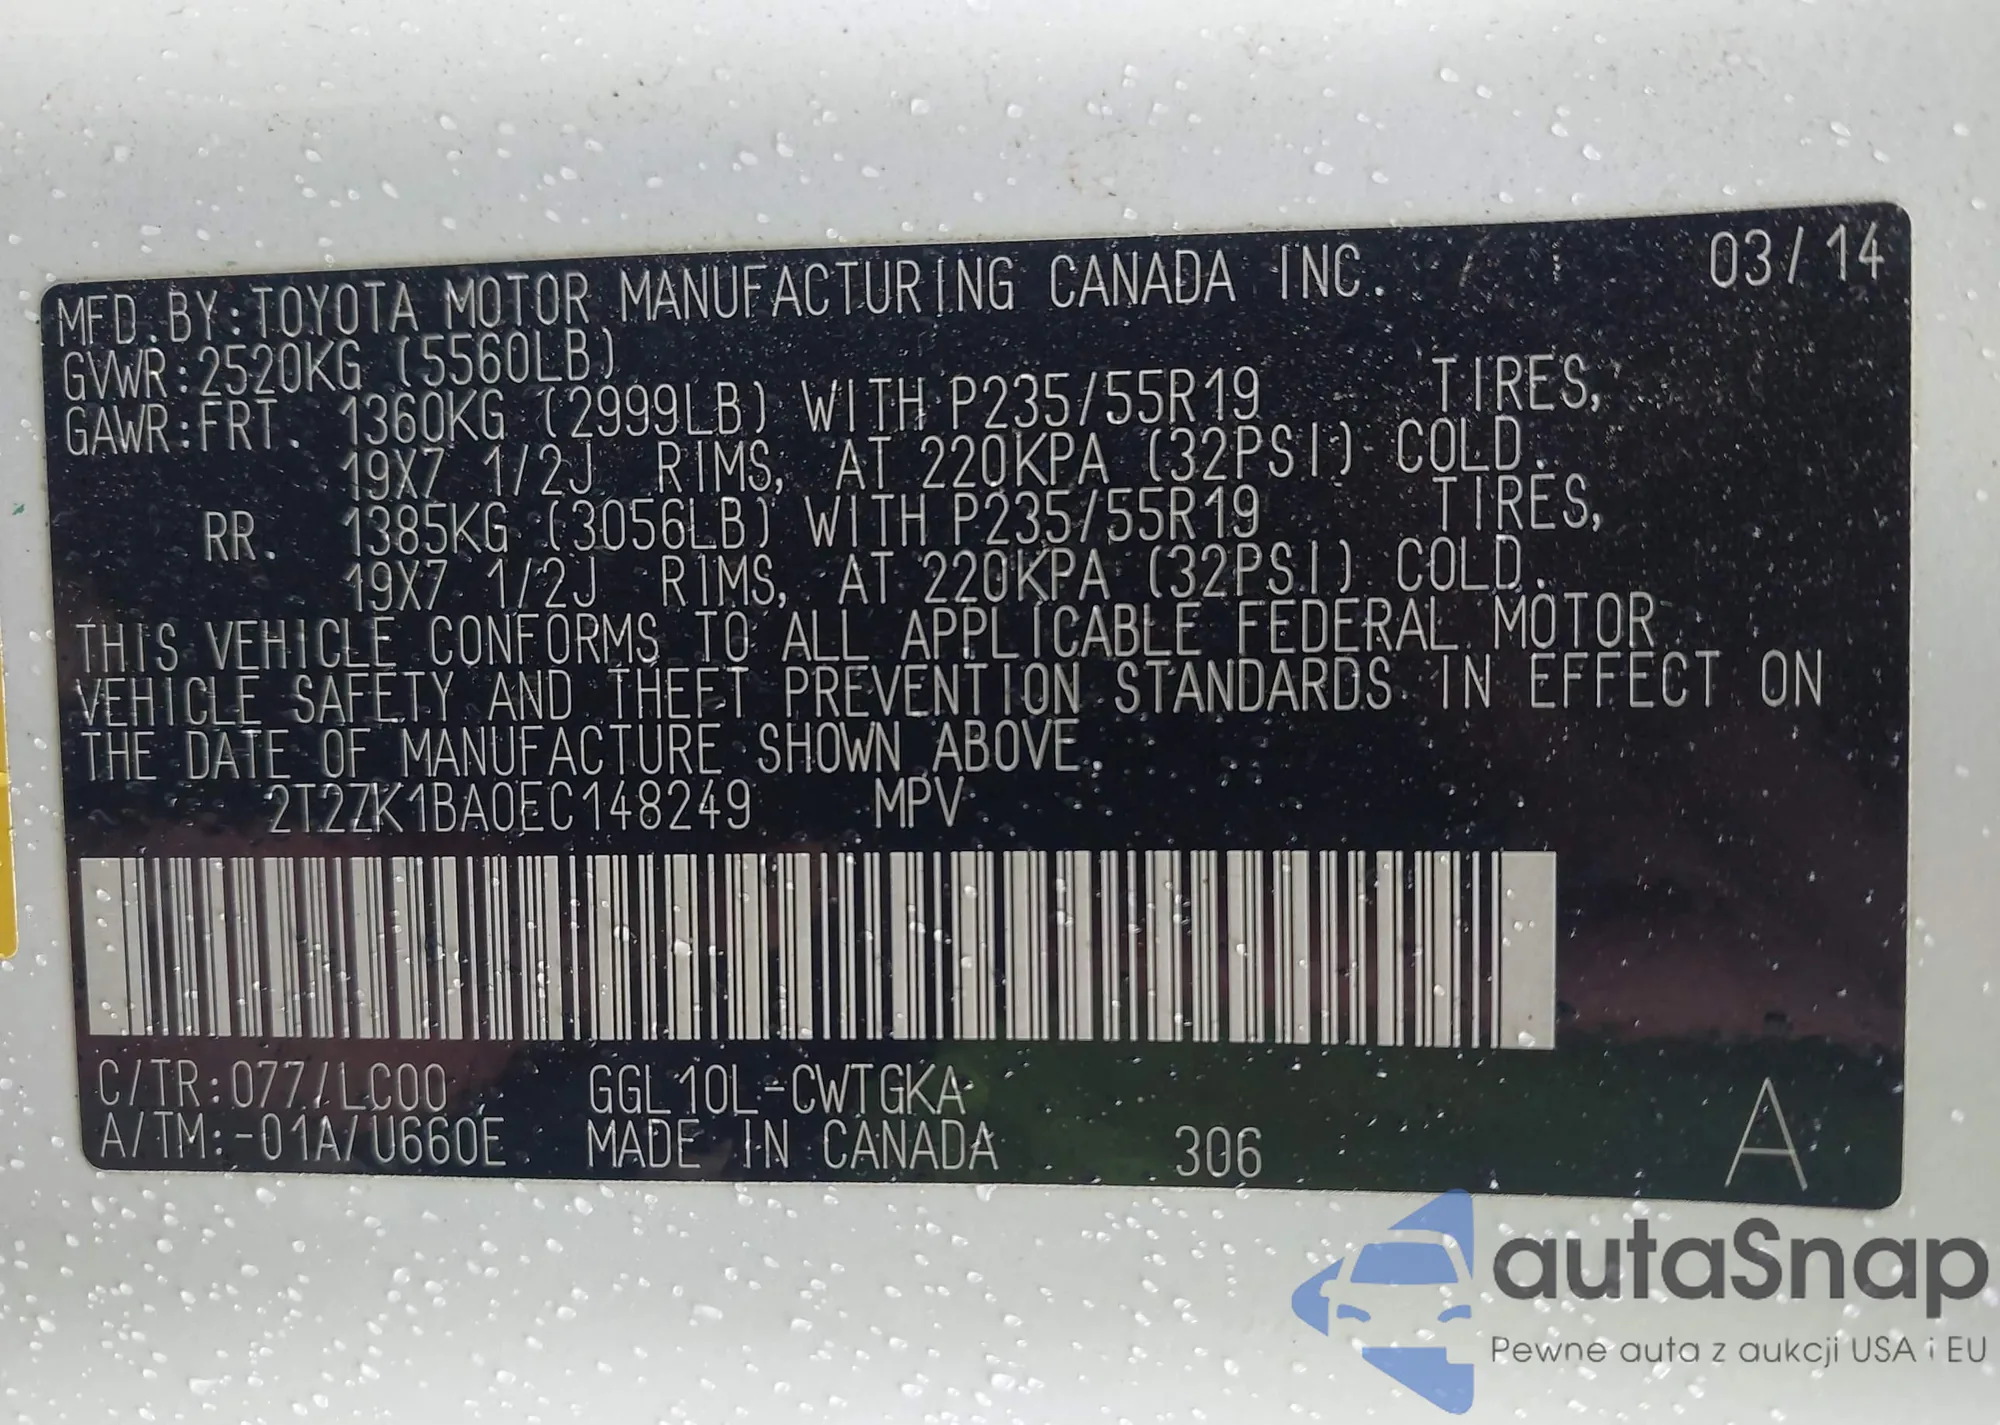 03/14
MFD.BY:TOYOTA MOTOR MANUFACTURING CANADA INC.
GVWR:2520KG (5560LB)
GAWR:FRT. 1360KG (2999LB) WITH P235/55R19 TIRES,
19X7 1/2J RIMS, AT 220KPA (32PSI) COLD.
RR. 1385KG (3056LB) WITH P235/55R19 TIRES,
19X7 1/2J RIMS, AT 220KPA (32PSI) COLD.
THIS VEHICLE CONFORMS TO ALL APPLICABLE FEDERAL MOTOR
VEHICLE SAFETY AND THEFT PREVENTION STANDARDS IN EFFECT ON
THE DATE OF MANUFACTURE SHOWN ABOVE.
2T2ZK1BA0EC148249 MPV
C/TR:077/LC00 GGL10L-CWTGKA
A/TM:-01A/U660E MADE IN CANADA 306 A
autaSnap
Pewne auta z aukcji USA i EU